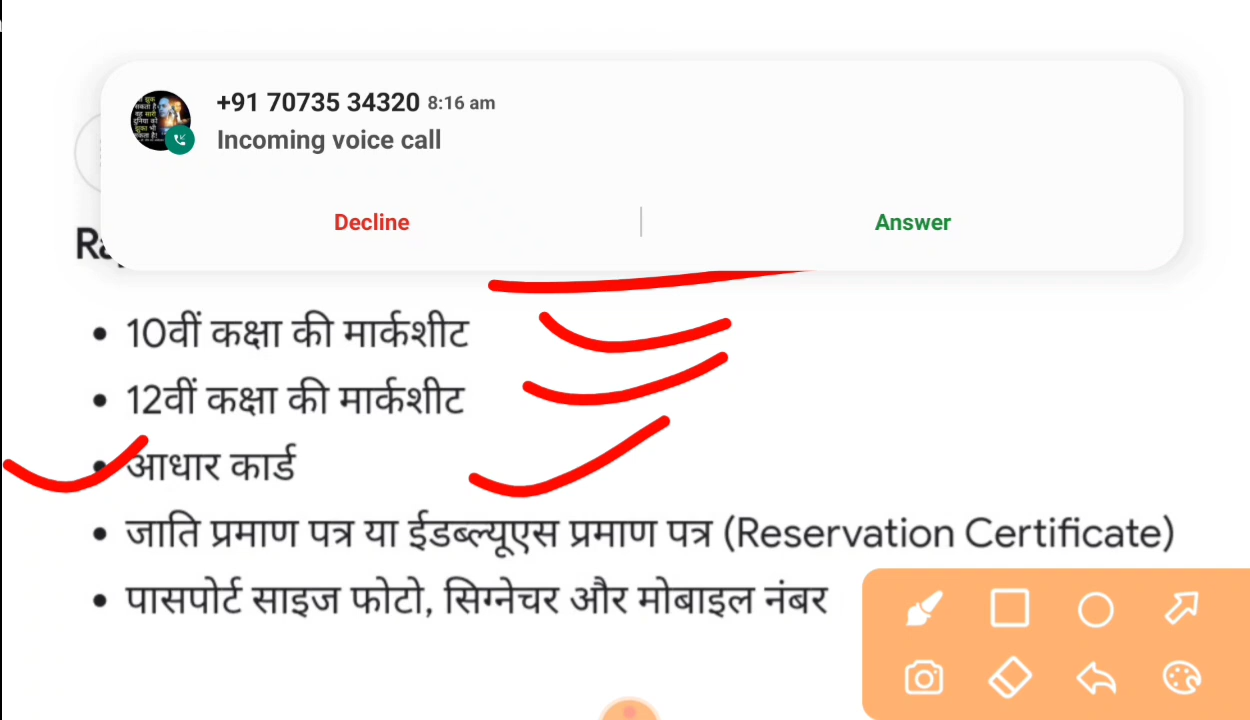 +91 70735 34320 8:16 am
Incoming voice call
Decline
Answer
10वीं कक्षा की मार्कशीट
12वीं कक्षा की मार्कशीट
आधार कार्ड
जाति प्रमाण पत्र या ईडब्ल्यूएस प्रमाण पत्र (Reservation Certificate)
पासपोर्ट साइज फोटो, सिग्नेचर और मोबाइल नंबर